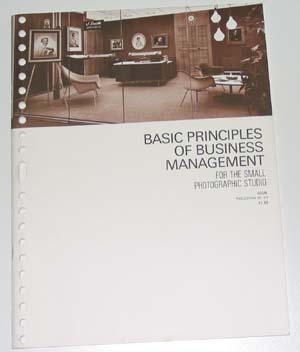 BASIC PRINCIPLES
OF BUSINESS
MANAGEMENT
FOR THE SMALL
PHOTOGRAPHIC STUDIO